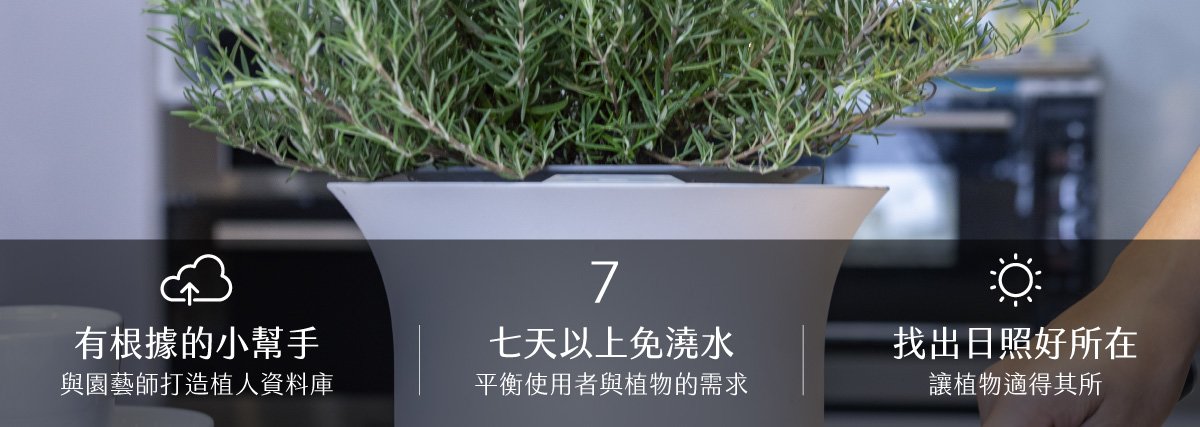 有根據的小幫手
與園藝師打造植人資料庫
7
七天以上免澆水
平衡使用者與植物的需求
找出日照好所在
讓植物適得其所